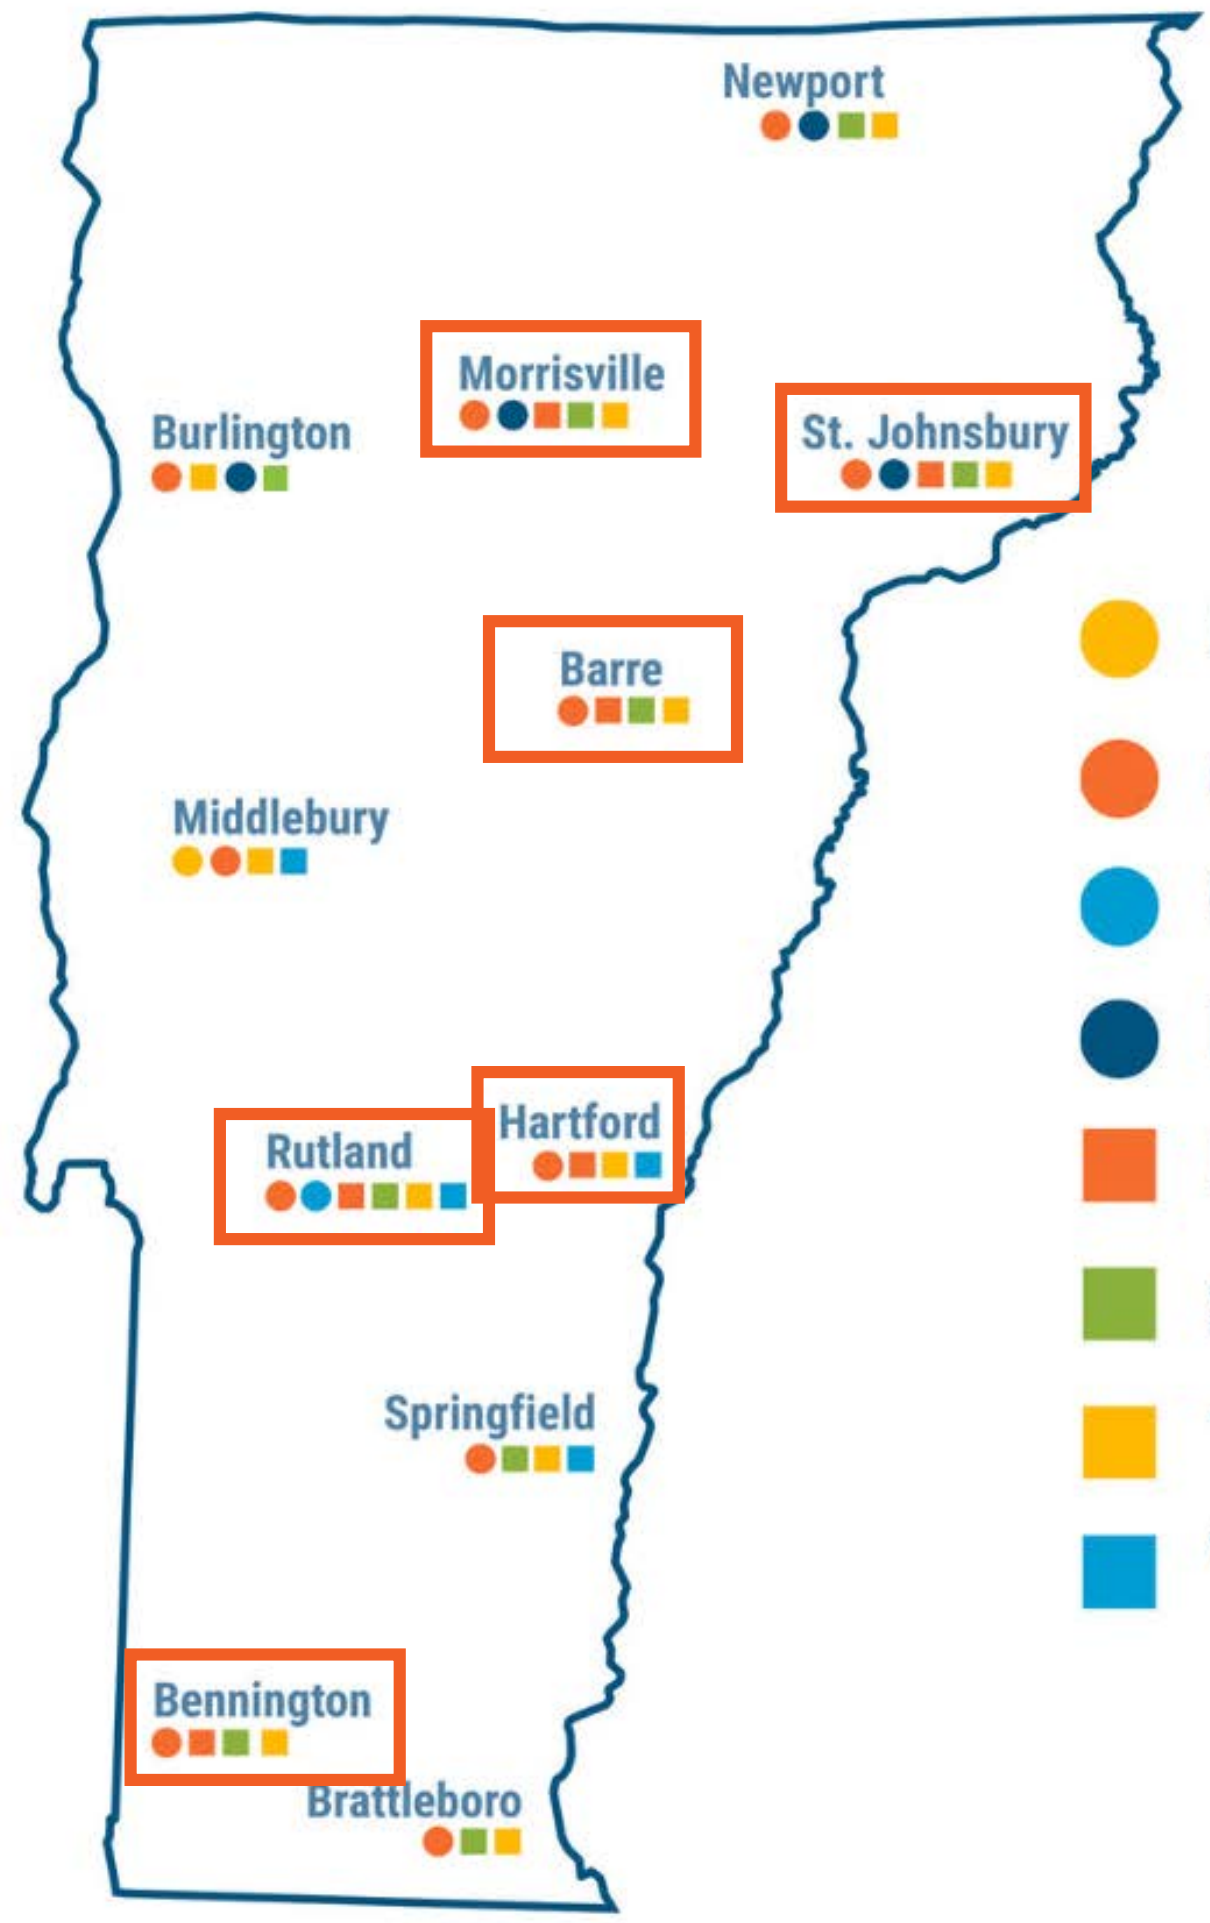 Newport
Morrisville
St. Johnsbury
Burlington
Barre
Middlebury
Hartford
Rutland
Springfield
Bennington
Brattleboro